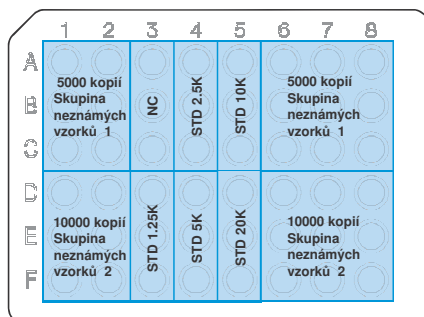 1 2 3 4 5 6 7 8
A
B
C
D
E
F
5000 kopií
Skupina
neznámých
vzorků 1
NC
STD 2.5K
STD 10K
5000 kopií
Skupina
neznámých
vzorků 1
10000 kopií
Skupina
neznámých
vzorků 2
STD 1.25K
STD 5K
STD 20K
10000 kopií
Skupina
neznámých
vzorků 2